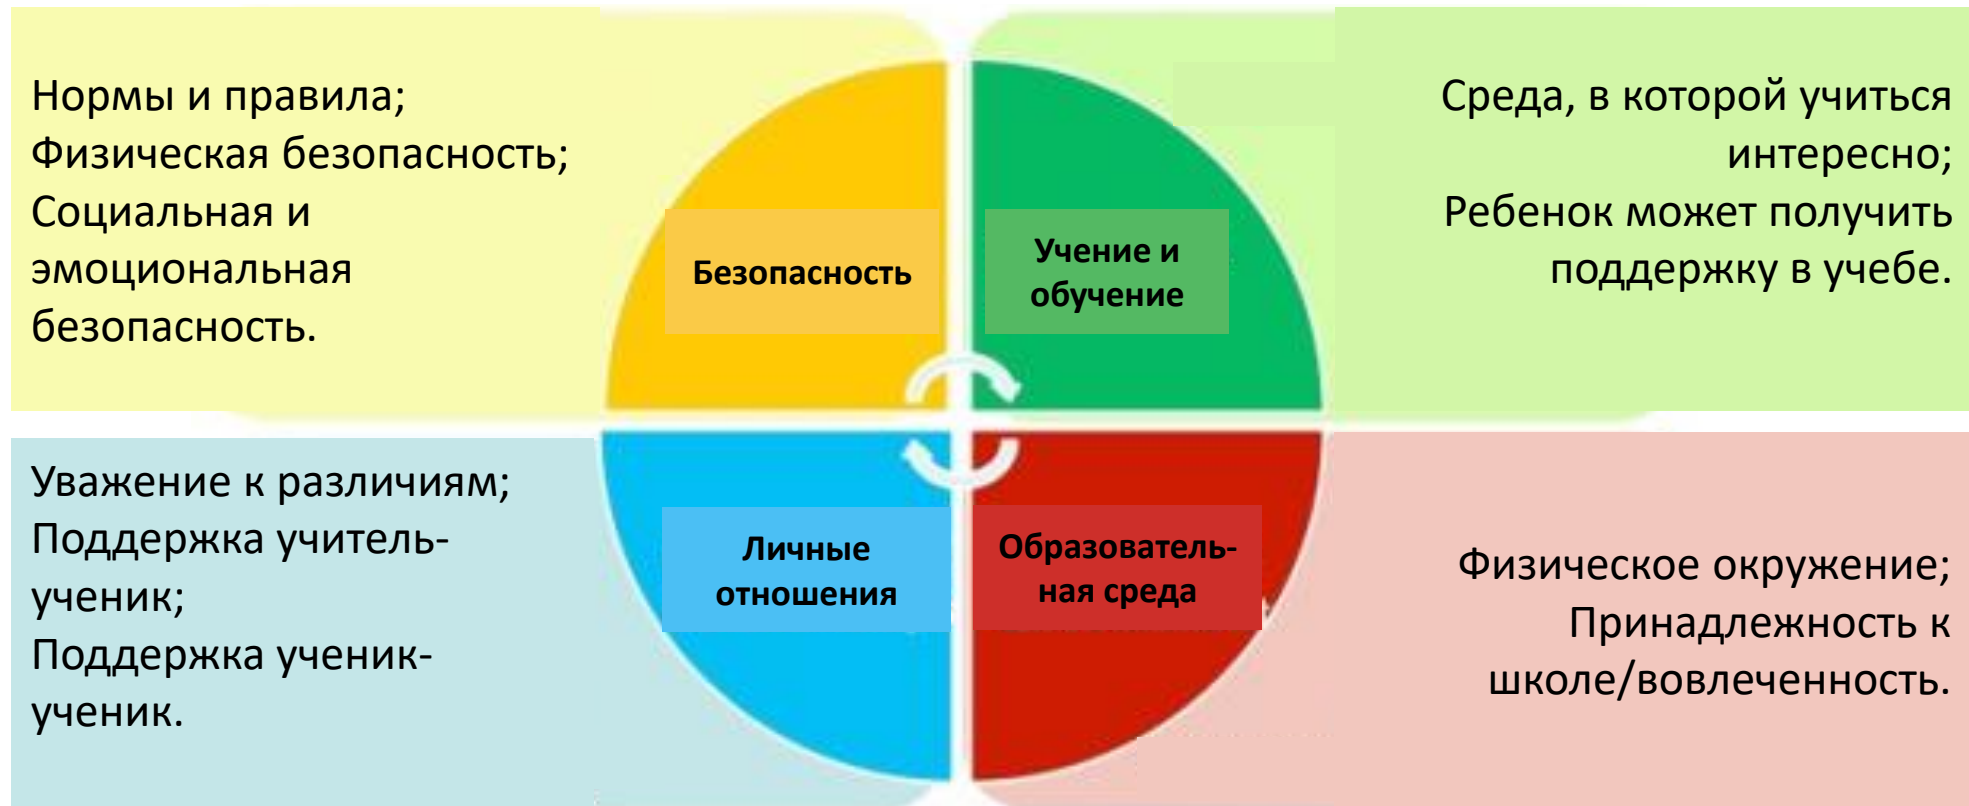 Нормы и правила;
Физическая безопасность;
Социальная и
эмоциональная
безопасность.
Безопасность
Учение и
обучение
Среда, в которой учиться
интересно;
Ребенок может получить
поддержку в учебе.
Уважение к различиям;
Поддержка учитель-
ученик;
Поддержка ученик-
ученик.
Личные
отношения
Образователь-
ная среда
Физическое окружение;
Принадлежность к
школе/вовлеченность.